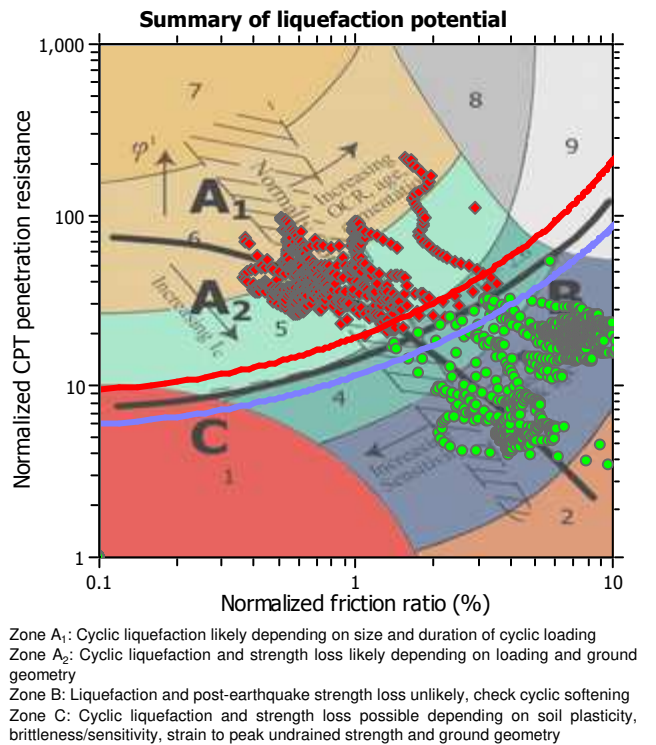 Summary of liquefaction potential
Normalized CPT penetration resistance
1,000
100
10
1
7
8
9
φ'
Increasing
OCR, age,
A1
6
A2
Increasing Ic
5
B
4
C
Increasing
Sensitivity
1
2
0.1
1
10
Normalized friction ratio (%)
Zone A1: Cyclic liquefaction likely depending on size and duration of cyclic loading
Zone A2: Cyclic liquefaction and strength loss likely depending on loading and ground
geometry
Zone B: Liquefaction and post-earthquake strength loss unlikely, check cyclic softening
Zone C: Cyclic liquefaction and strength loss possible depending on soil plasticity,
brittleness/sensitivity, strain to peak undrained strength and ground geometry